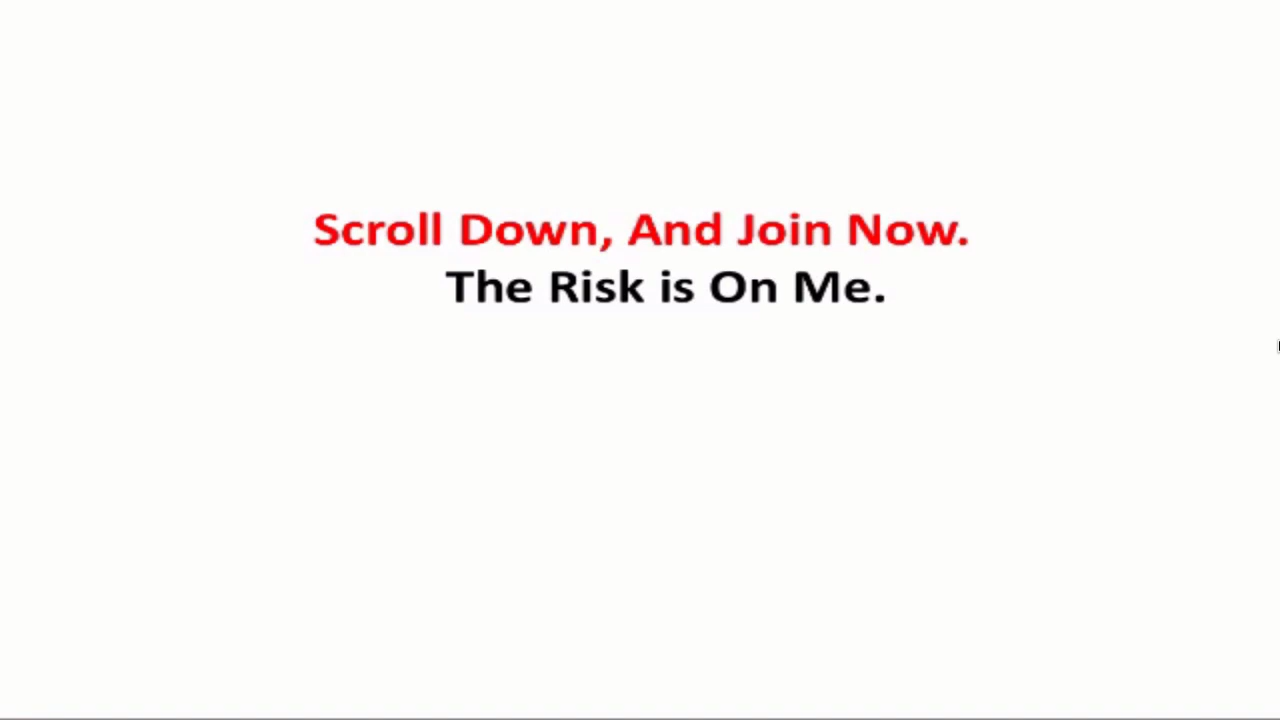 Scroll Down, And Join Now.
The Risk is On Me.